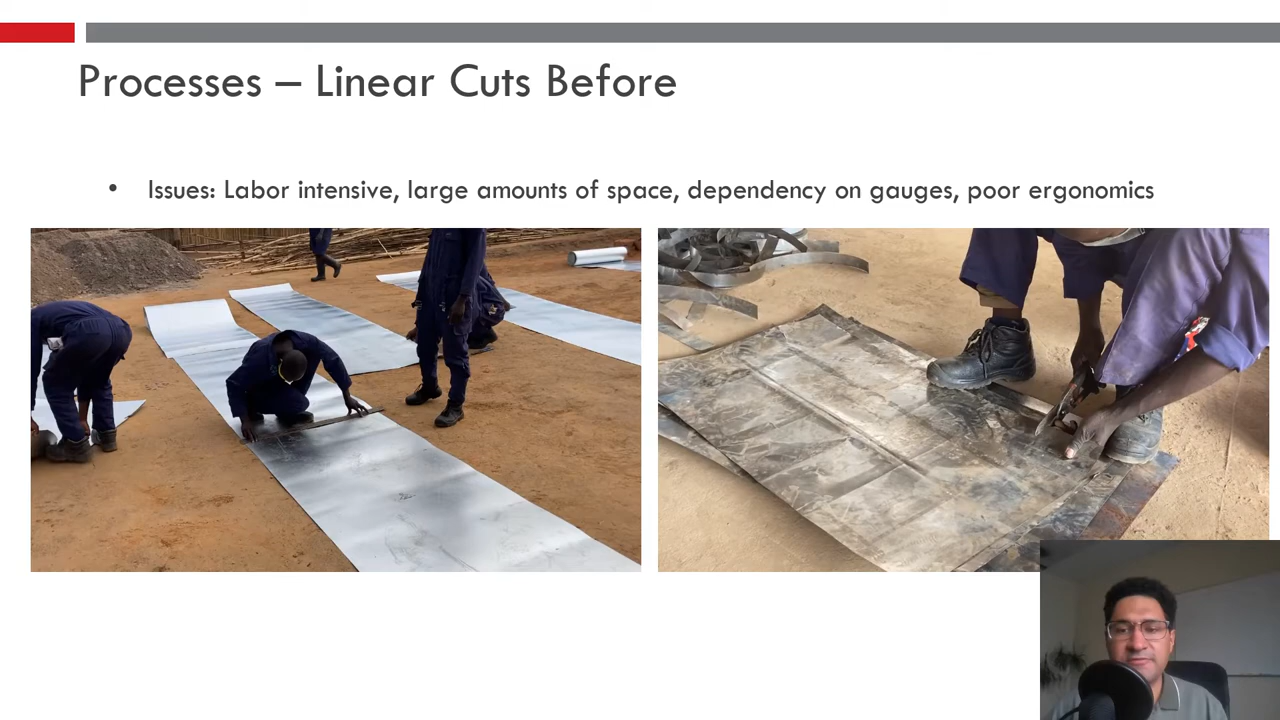 Processes – Linear Cuts Before
• Issues: Labor intensive, large amounts of space, dependency on gauges, poor ergonomics